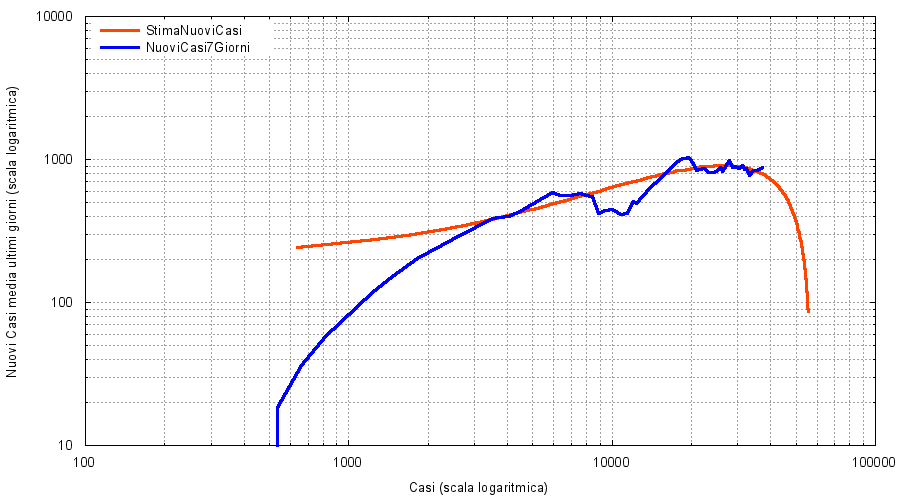 10000
StimaNuoviCasi
NuoviCasi7Giorni
1000
100
10
Nuovi Casi media ultimi giorni (scala logaritmica)
100 1000 10000 100000
Casi (scala logaritmica)